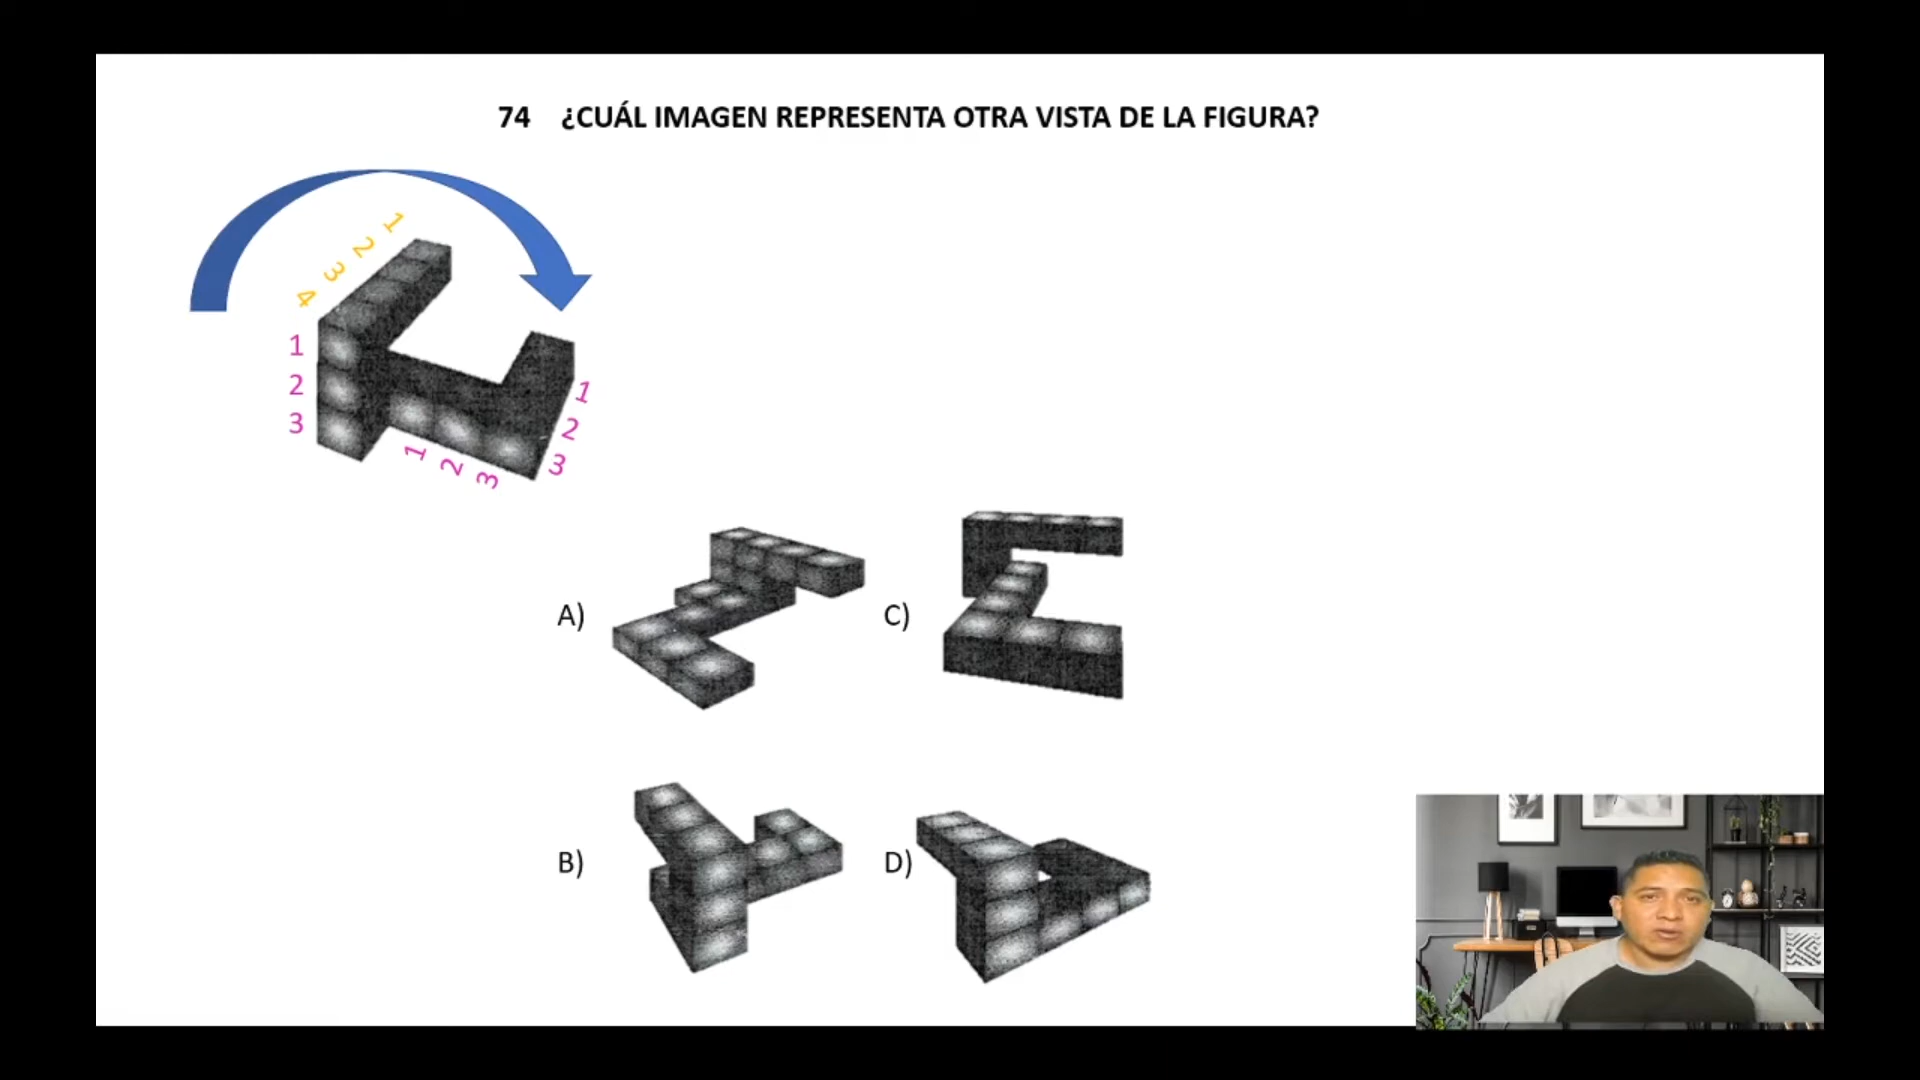 74 ¿CUÁL IMAGEN REPRESENTA OTRA VISTA DE LA FIGURA?
1
2
3
4
1
2
3
1
2
3
1
2
3
A)
C)
B)
D)